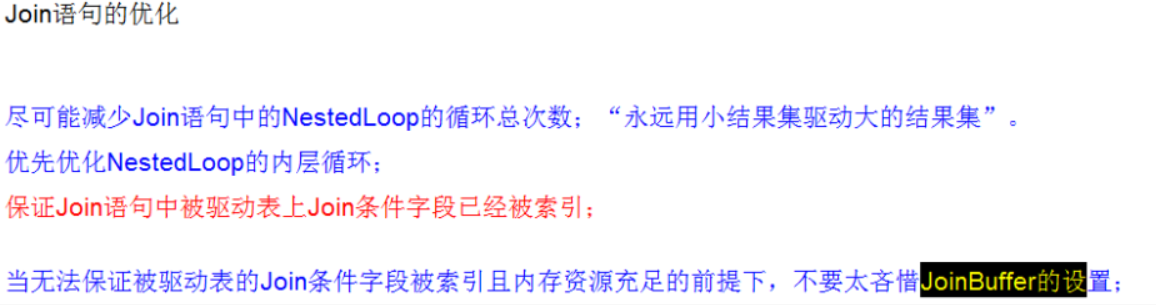 Join语句的优化
尽可能减少Join语句中的NestedLoop的循环总次数；“永远用小结果集驱动大的结果集”。
优先优化NestedLoop的内层循环；
保证Join语句中被驱动表上Join条件字段已经被索引；
当无法保证被驱动表的Join条件字段被索引且内存资源充足的前提下，不要太吝惜JoinBuffer的设置；